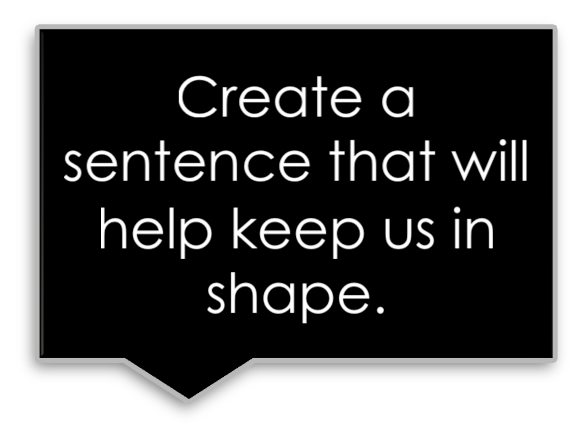 Create a
sentence that will
help keep us in
shape.